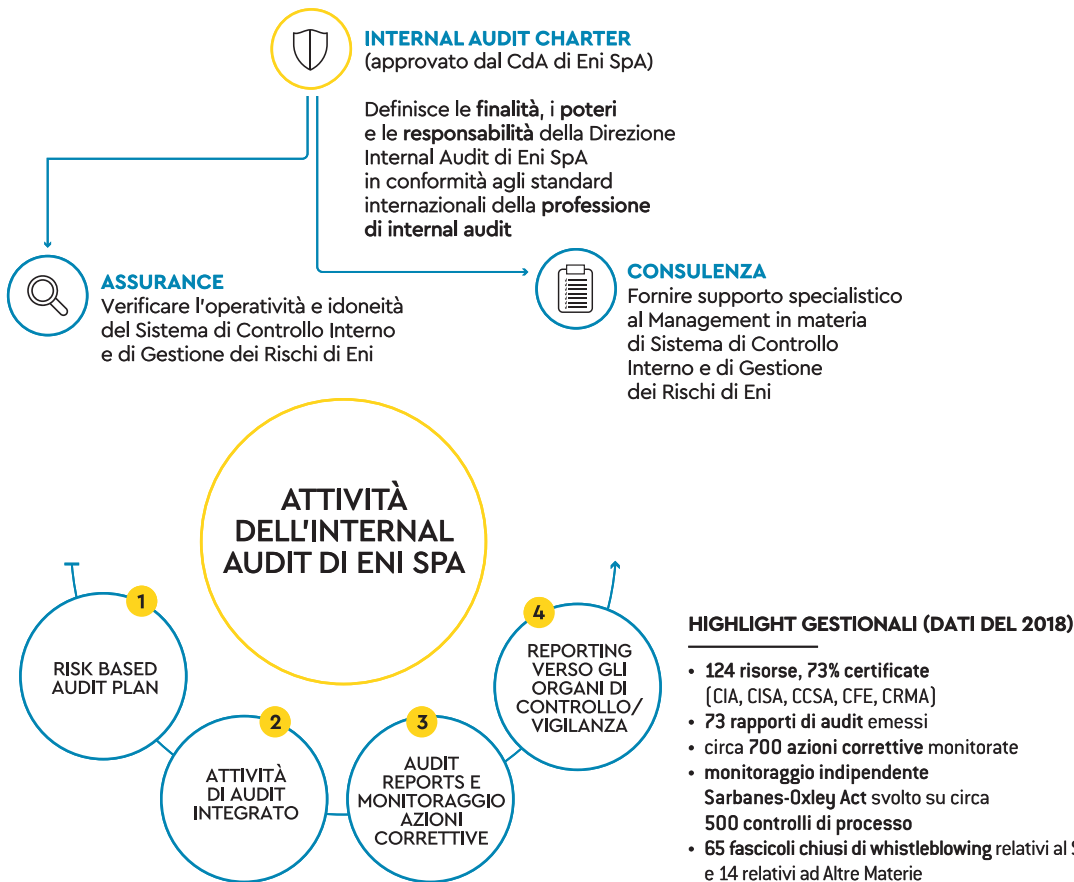 INTERNAL AUDIT CHARTER
(approvato dal CdA di Eni SpA)
Definisce le finalità, i poteri
e le responsabilità della Direzione
Internal Audit di Eni SpA
in conformità agli standard
internazionali della professione
di internal audit
ASSURANCE
Verificare l'operatività e idoneità
del Sistema di Controllo Interno
e di Gestione dei Rischi di Eni
CONSULENZA
Fornire supporto specialistico
al Management in materia
di Sistema di Controllo
Interno e di Gestione
dei Rischi di Eni
ATTIVITÀ
DELL'INTERNAL
AUDIT DI ENI SPA
1
RISK BASED
AUDIT PLAN
2
ATTIVITÀ
DI AUDIT
INTEGRATO
3
AUDIT
REPORTS E
MONITORAGGIO
AZIONI
CORRETTIVE
4
REPORTING
VERSO GLI
ORGANI DI
CONTROLLO/
VIGILANZA
HIGHLIGHT GESTIONALI (DATI DEL 2018)
• 124 risorse, 73% certificate
(CIA, CISA, CCSA, CFE, CRMA)
• 73 rapporti di audit emessi
• circa 700 azioni correttive monitorate
• monitoraggio indipendente
Sarbanes-Oxley Act svolto su circa
500 controlli di processo
• 65 fascicoli chiusi di whistleblowing relativi al
e 14 relativi ad Altre Materie